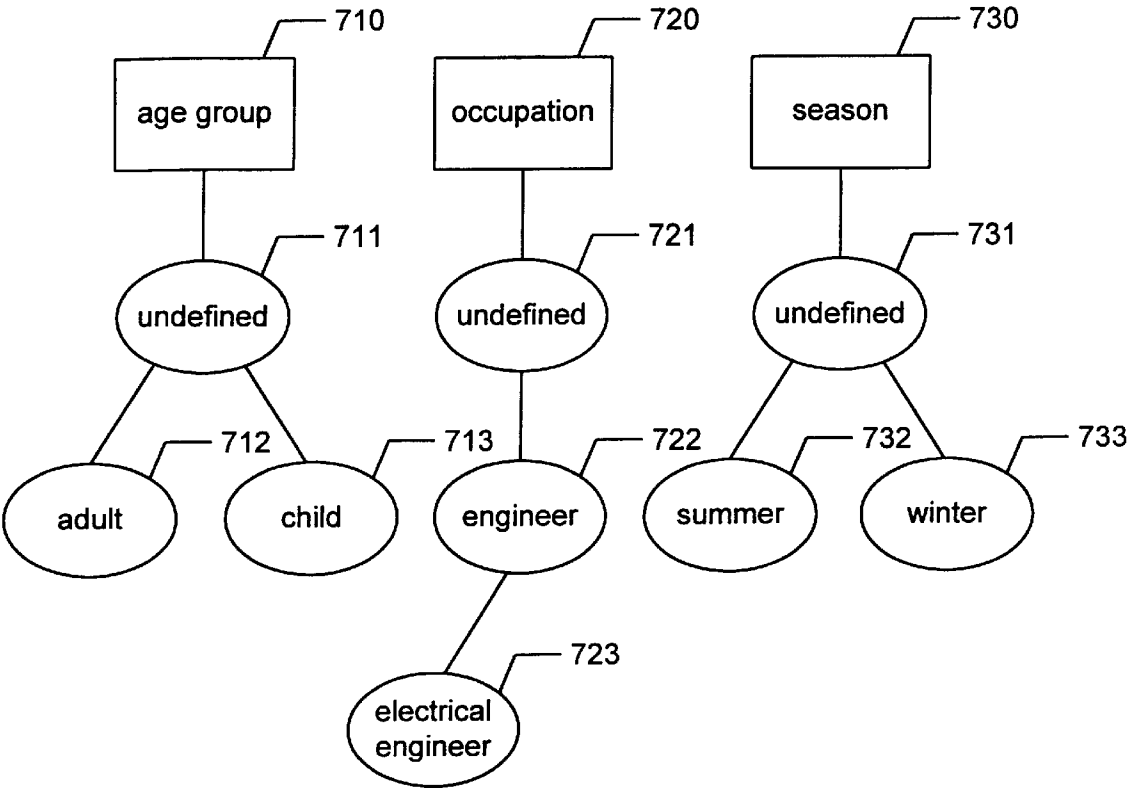 710
720
730
age group
occupation
season
711
721
731
undefined
undefined
undefined
712
713
722
732
733
adult
child
engineer
summer
winter
723
electrical
engineer